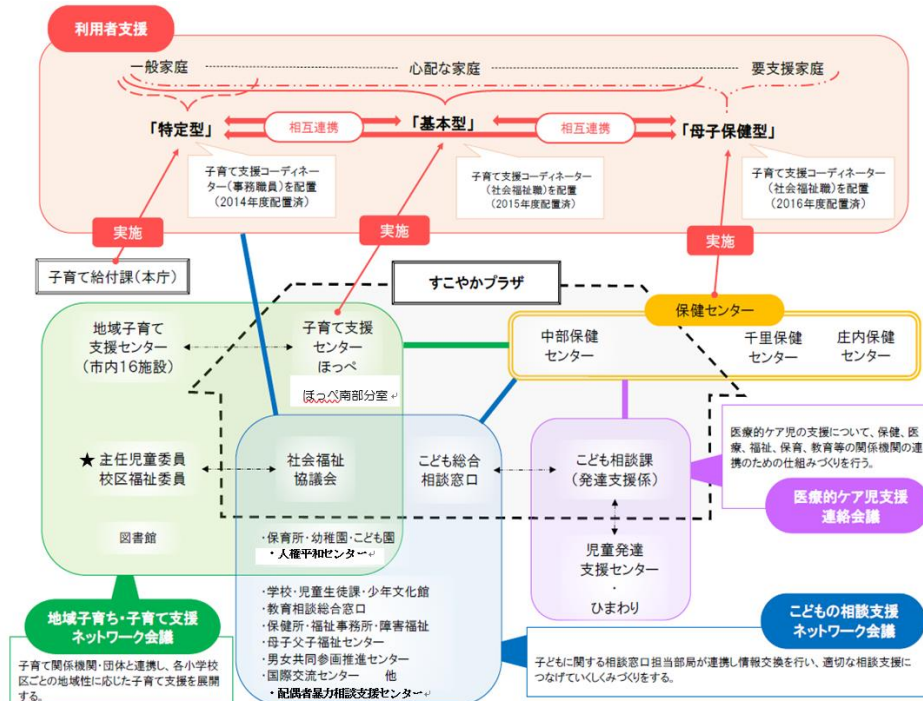 利用者支援
一般家庭
心配な家庭
要支援家庭
「特定型」
相互連携
「基本型」
相互連携
「母子保健型」
子育て支援コーディネー
ター(事務職員)を配置
(2014年度配置済)
子育て支援コーディネーター
(社会福祉職)を配置
(2015年度配置済)
子育て支援コーディネーター
(社会福祉職)を配置
(2016年度配置済)
実施
実施
実施
子育て給付課(本庁)
すこやかプラザ
保健センター
地域子育て
支援センター
(市内16施設)
子育て支援
センター
ほっぺ
ほっぺ南部分室
中部保健
センター
千里保健
センター
庄内保健
センター
★主任児童委員
校区福祉委員
社会福祉
協議会
こども総合
相談窓口
こども相談課
(発達支援係)
医療的ケア児の支援について、保健、医
療、福祉、保育、教育等の関係機関の連
携のための仕組みづくりを行う。
医療的ケア児支援
連絡会議
図書館
・保育所・幼稚園・こども園
・人権平和センター
児童発達
支援センター
・
ひまわり
・学校・児童生徒課・少年文化館
・教育相談総合窓口
・保健所・福祉事務所・障害福祉
・母子父子福祉センター
・男女共同参画推進センター
・国際交流センター 他
・配偶者暴力相談支援センター
地域子育ち・子育て支援
ネットワーク会議
子育て関係機関・団体と連携し、各小学校
区ごとの地域性に応じた子育て支援を展開
する。
こどもの相談支援
ネットワーク会議
子どもに関する相談窓口担当部局が連携し情報交換を行い、適切な相談支援に
つなげていくしくみづくりをする。